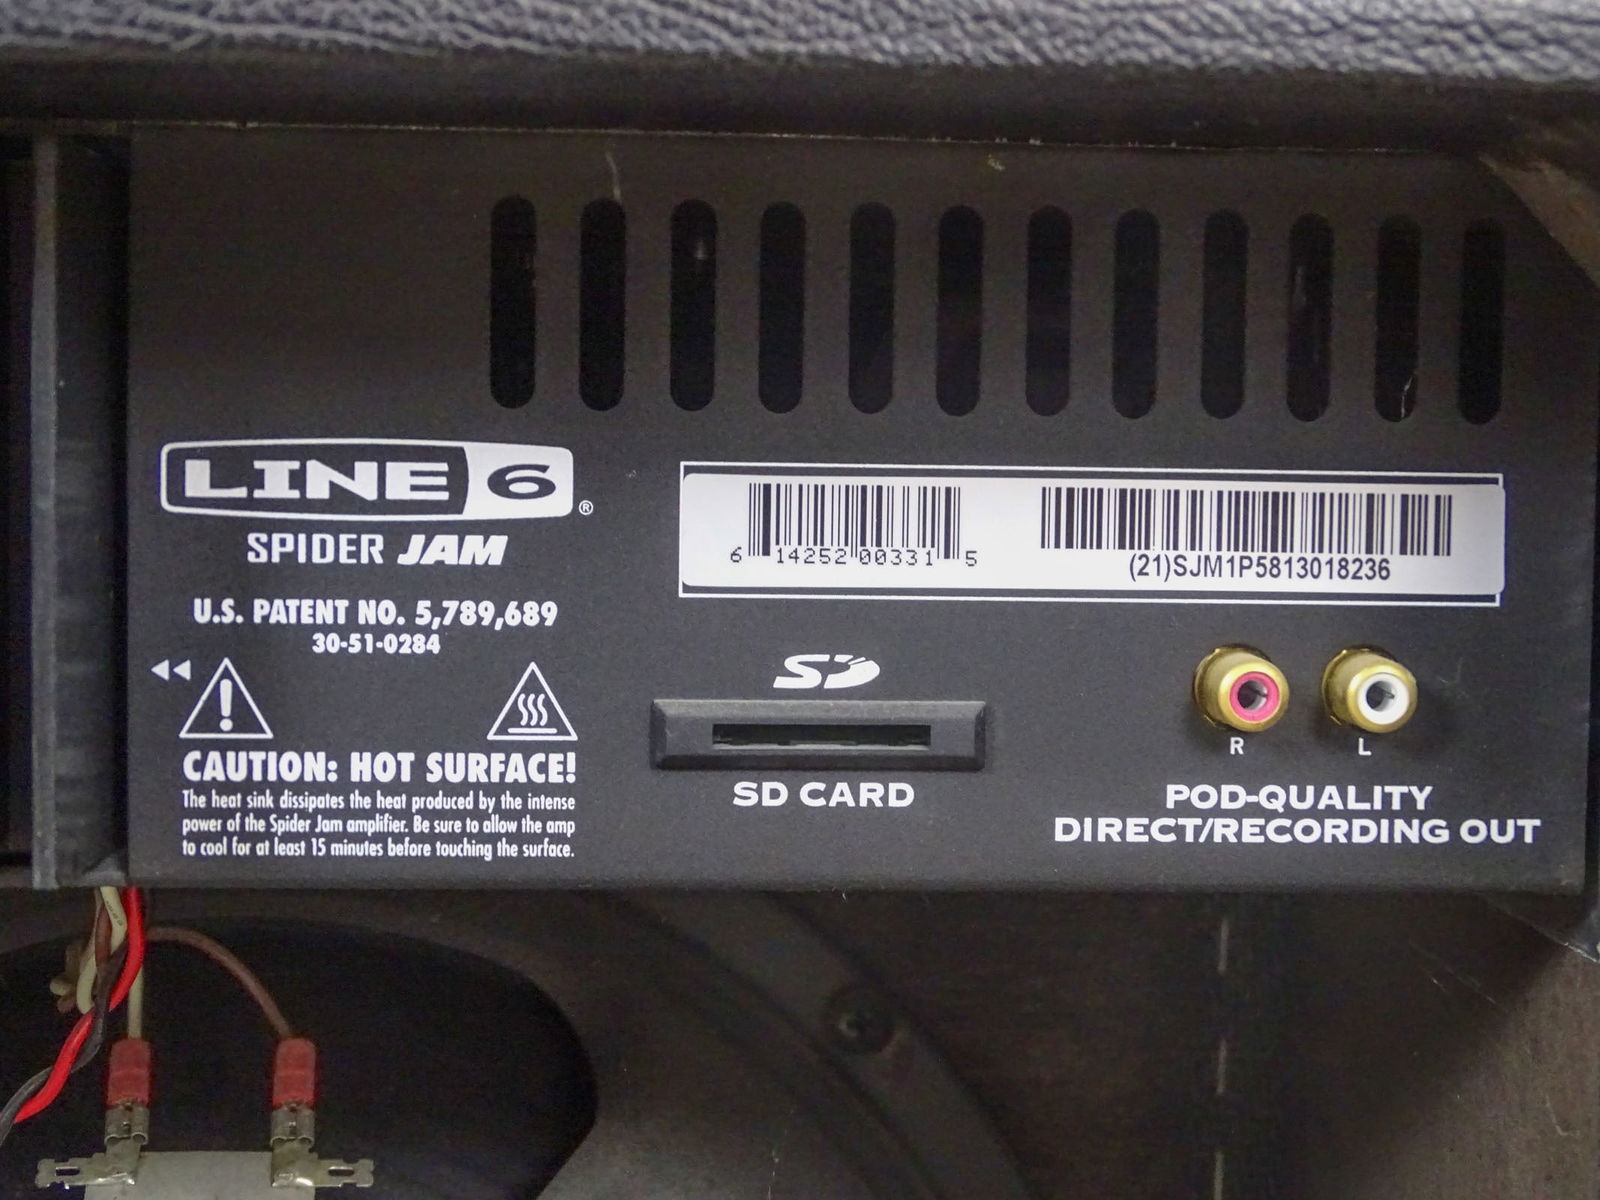 LINE 6 ®
SPIDER JAM
U.S. PATENT NO. 5,789,689
30-51-0284
CAUTION: HOT SURFACE!
The heat sink dissipates the heat produced by the intense
power of the Spider Jam amplifier. Be sure to allow the amp
to cool for at least 15 minutes before touching the surface.
6 14252 00331 5
(21)SJM1P5813018236
SD
SD CARD
R L
POD-QUALITY
DIRECT/RECORDING OUT